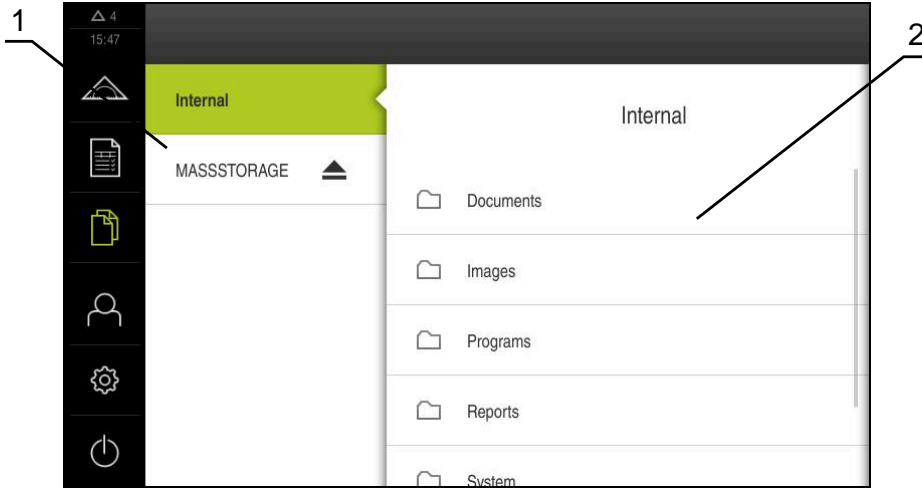 1
2
4
15:47
Internal
MASSSTORAGE
Internal
Documents
Images
Programs
Reports
System